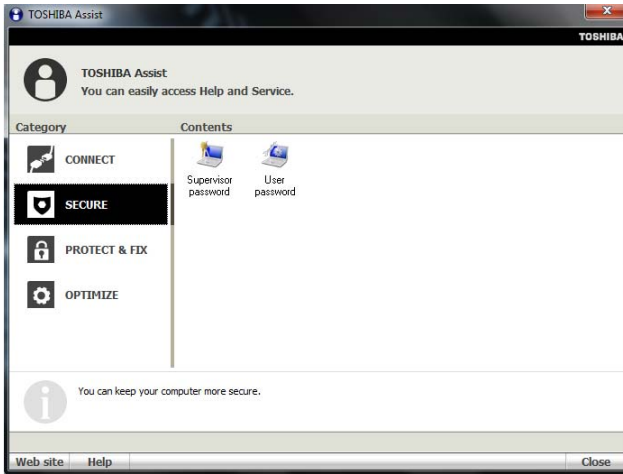 TOSHIBA Assist
TOSHIBA
TOSHIBA Assist
You can easily access Help and Service.
Category
Contents
CONNECT
SECURE
PROTECT & FIX
OPTIMIZE
Supervisor
password
User
password
You can keep your computer more secure.
Web site
Help
Close